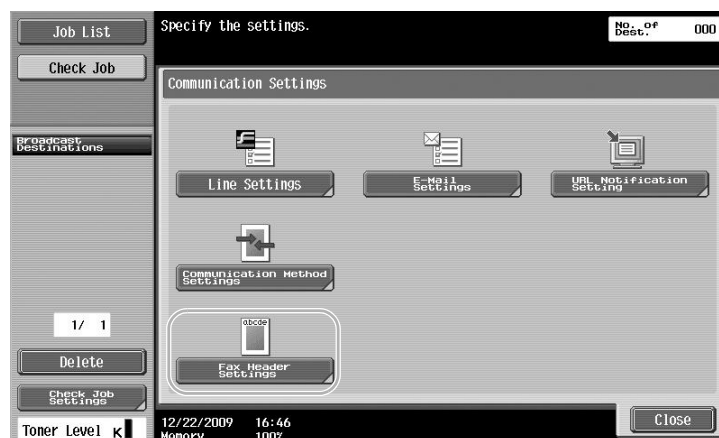 Job List
Check Job
Specify the settings.
No. of
Dest.
000
Communication Settings
Broadcast
Destinations
Line Settings
E-Mail
Settings
URL Notification
Setting
Communication Method
Settings
abcde
Fax Header
Settings
1/ 1
Delete
Check Job
Settings
Toner Level K
12/22/2009 16:46
Memory 100%
Close